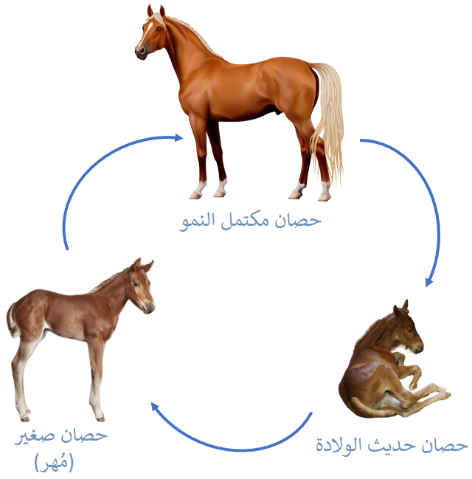 حصان مكتمل النمو
حصان حديث الولادة
حصان صغير
(مُهر)